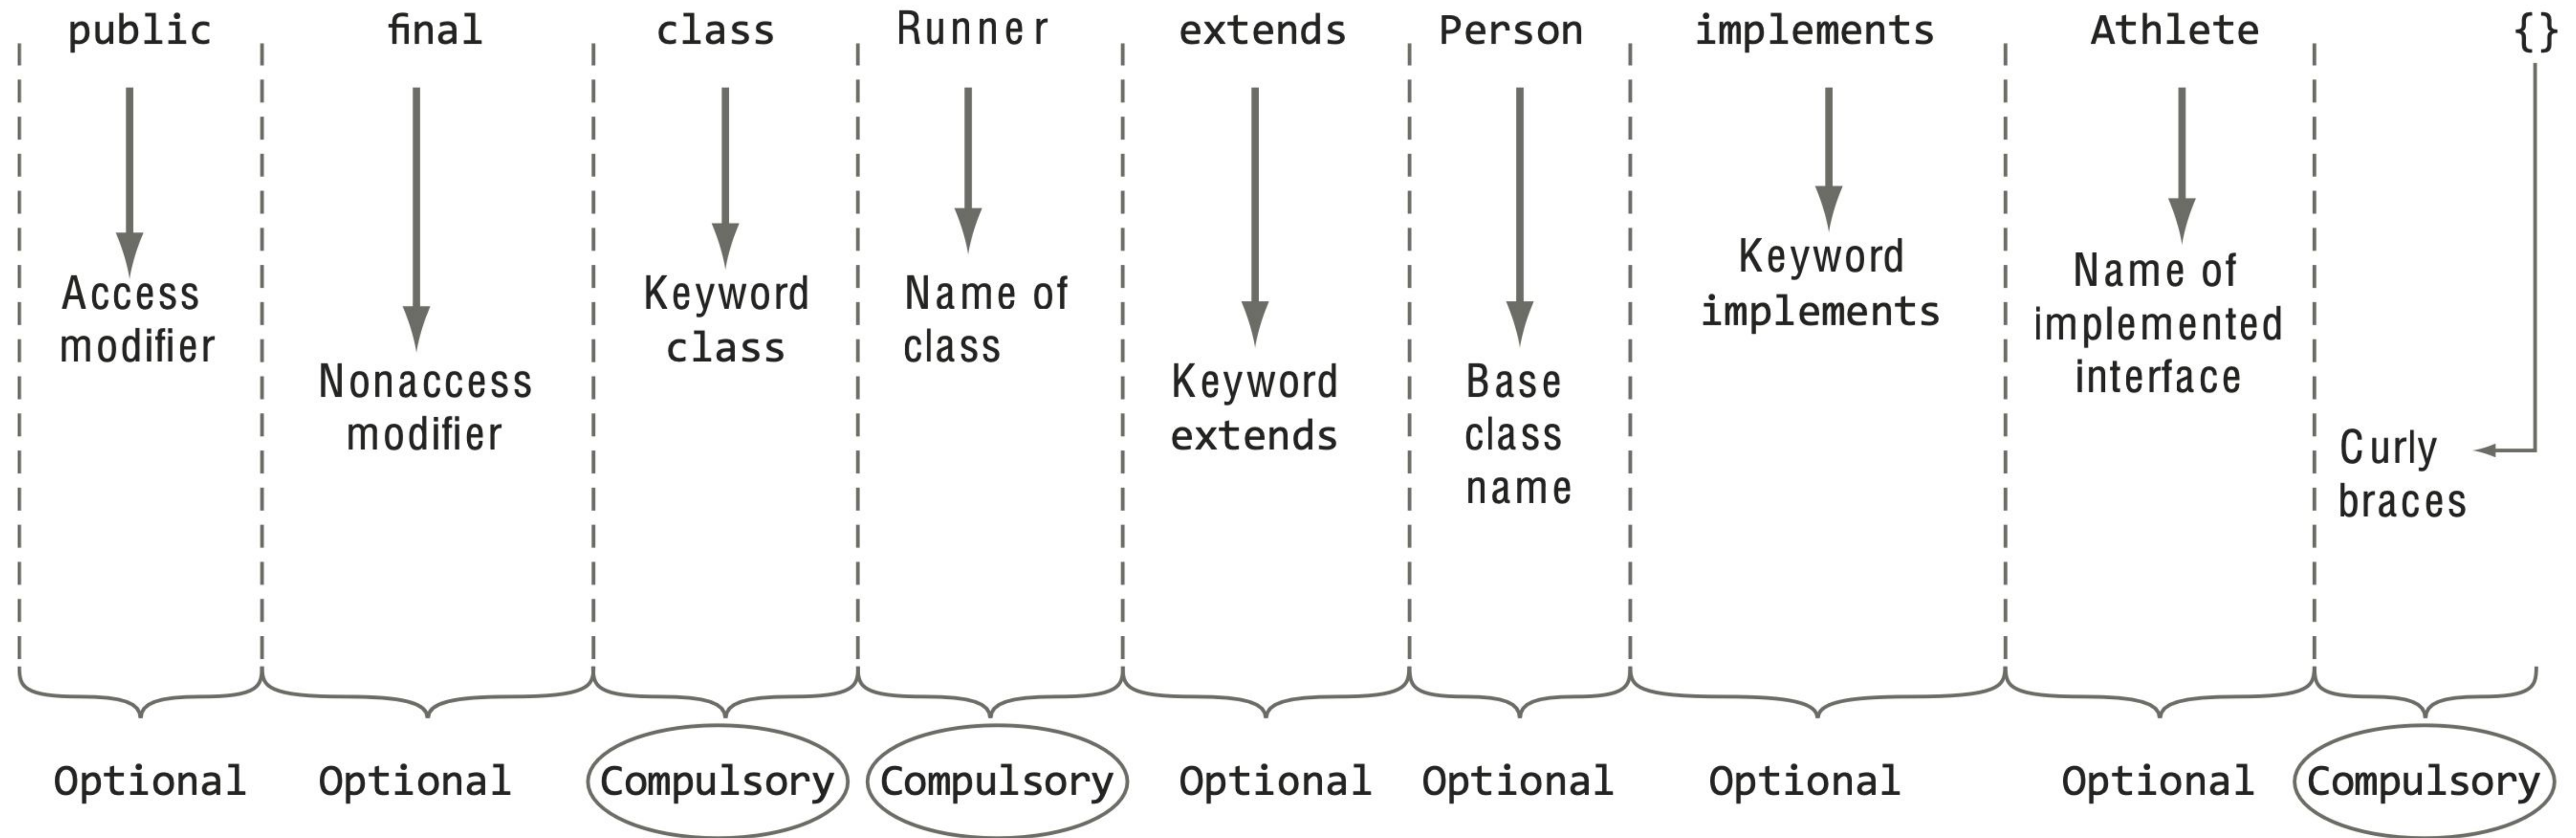 public final class Runner extends Person implements Athlete {}
Access
modifier
Nonaccess
modifier
Keyword
class
Name of
class
Keyword
extends
Base
class
name
Keyword
implements
Name of
implemented
interface
Curly
braces
Optional Optional Compulsory Compulsory Optional Optional Optional Optional Compulsory